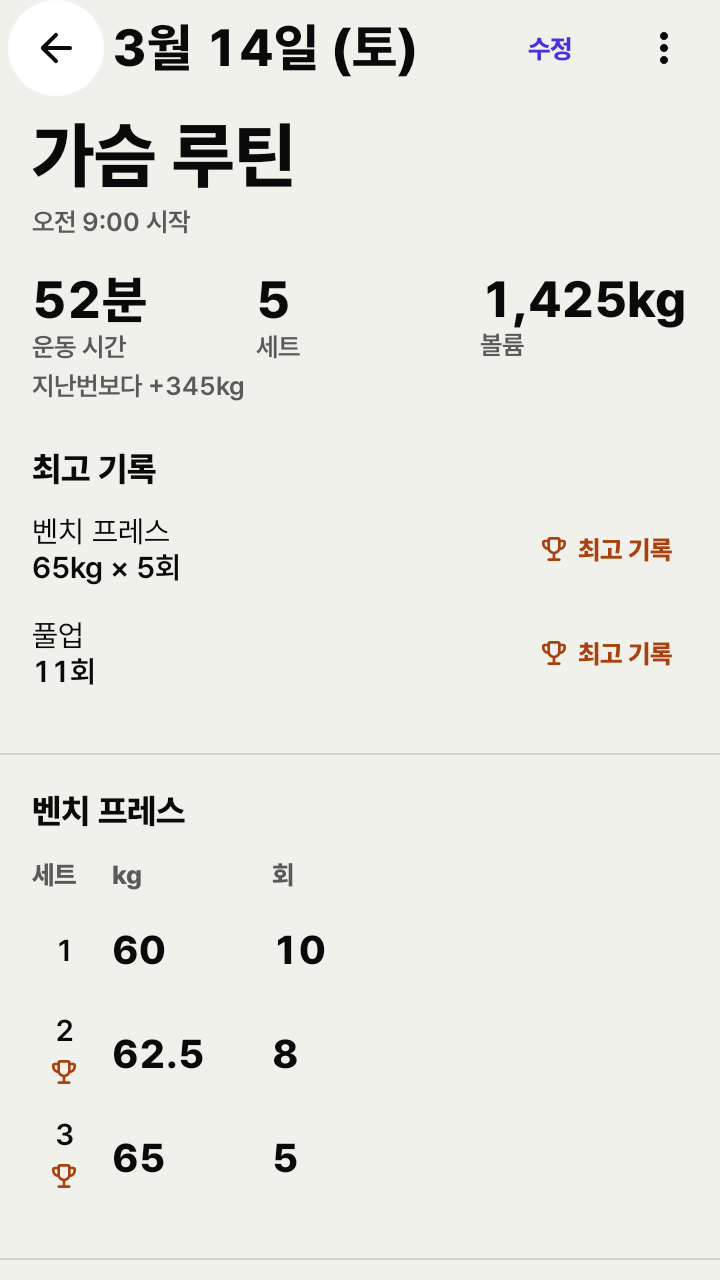 3월 14일 (토)
수정
가슴 루틴
오전 9:00 시작
52분 5 1,425kg
운동 시간 세트 볼륨
지난번보다 +345kg
최고 기록
벤치 프레스
65kg × 5회
최고 기록
풀업
11회
최고 기록
벤치 프레스
세트 kg 회
1 60 10
2 62.5 8
3 65 5